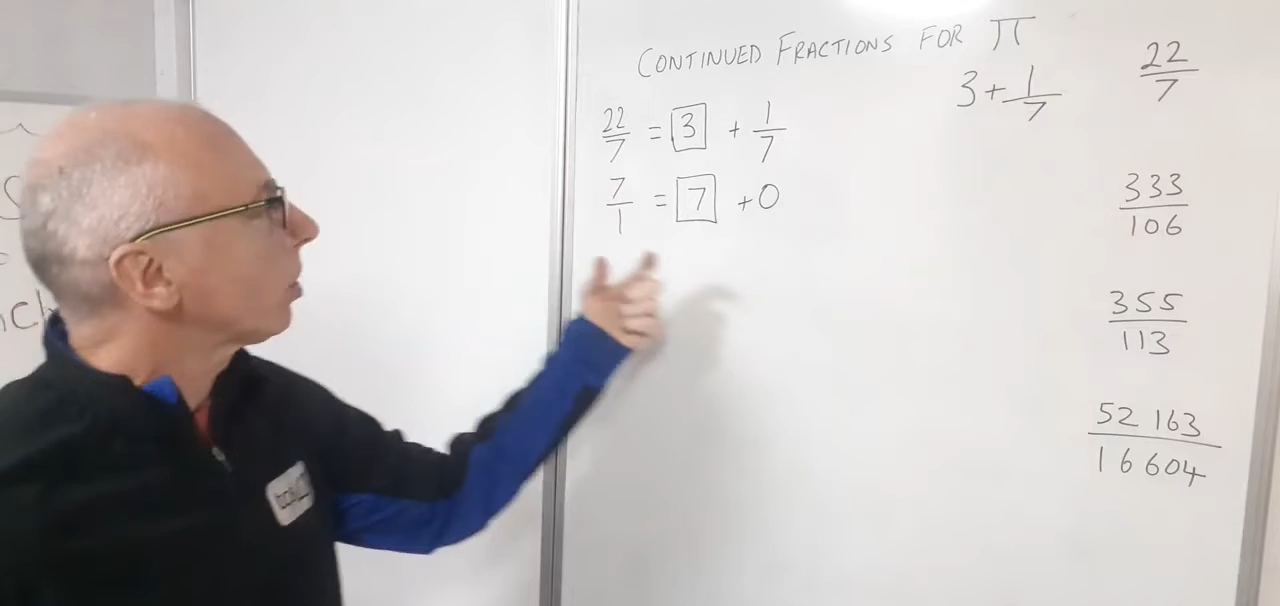 CONTINUED FRACTIONS FOR π
22/7 = 3 + 1/7
7/1 = 7 + 0
3 + 1/7
22/7
333/106
355/113
52 163/16 604